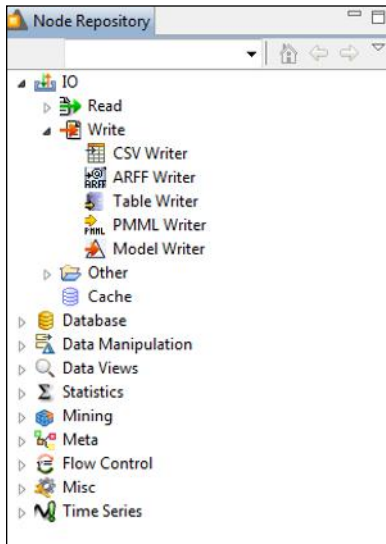 Node Repository
IO
Read
Write
CSV Writer
ARFF Writer
Table Writer
PMML Writer
Model Writer
Other
Cache
Database
Data Manipulation
Data Views
Σ Statistics
Mining
Meta
Flow Control
Misc
Time Series